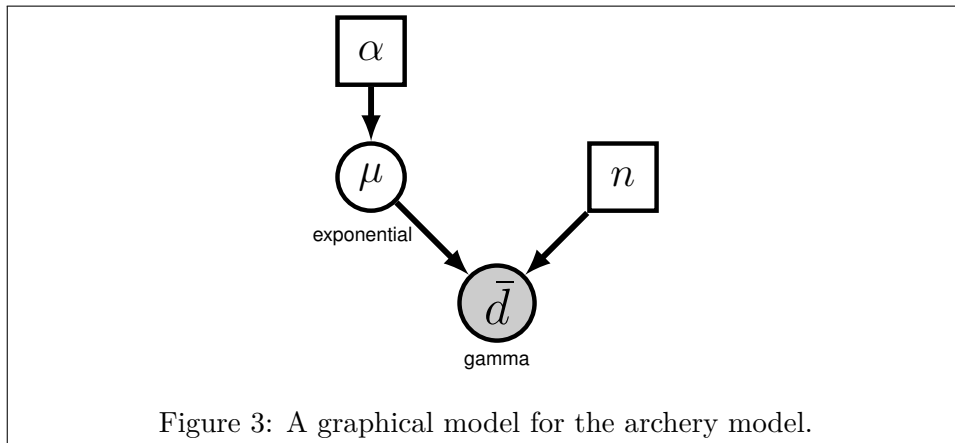 α
μ
n
exponential
d̄
gamma
Figure 3: A graphical model for the archery model.